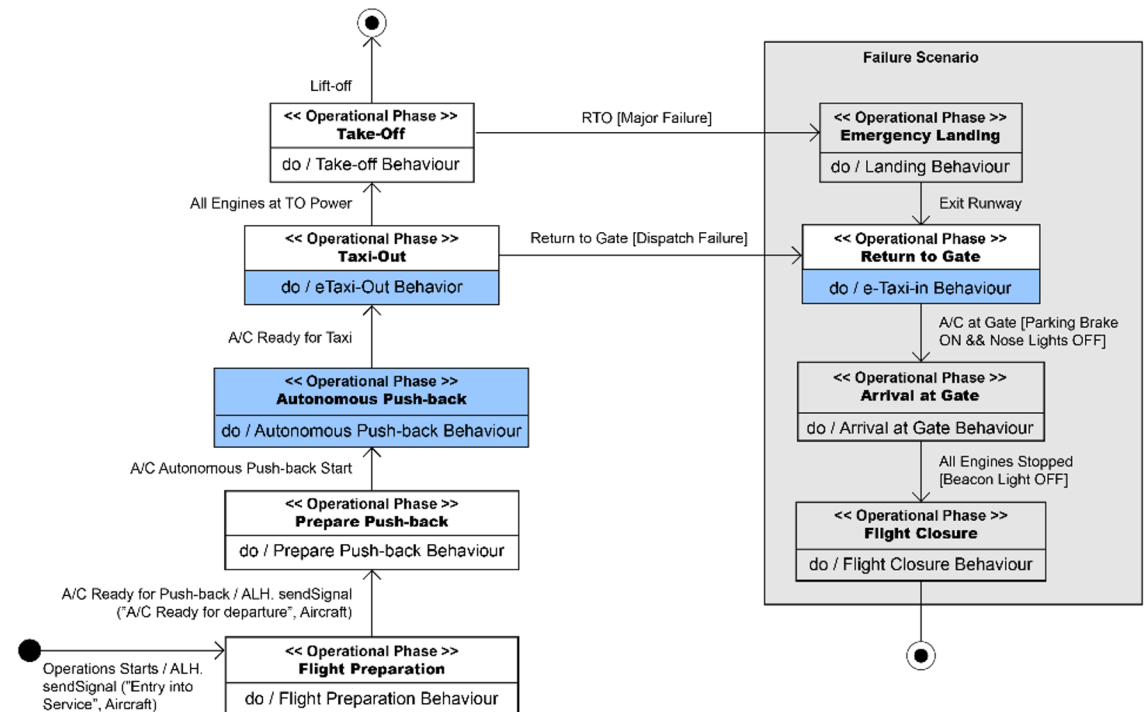 Lift-off
<< Operational Phase >>
Take-Off
do / Take-off Behaviour
All Engines at TO Power
<< Operational Phase >>
Taxi-Out
do / eTaxi-Out Behavior
A/C Ready for Taxi
<< Operational Phase >>
Autonomous Push-back
do / Autonomous Push-back Behaviour
A/C Autonomous Push-back Start
<< Operational Phase >>
Prepare Push-back
do / Prepare Push-back Behaviour
A/C Ready for Push-back / ALH. sendSignal
("A/C Ready for departure", Aircraft)
<< Operational Phase >>
Flight Preparation
do / Flight Preparation Behaviour
Operations Starts / ALH.
sendSignal ("Entry into
Service", Aircraft)
RTO [Major Failure]
Return to Gate [Dispatch Failure]
Failure Scenario
<< Operational Phase >>
Emergency Landing
do / Landing Behaviour
Exit Runway
<< Operational Phase >>
Return to Gate
do / e-Taxi-in Behaviour
A/C at Gate [Parking Brake
ON && Nose Lights OFF]
<< Operational Phase >>
Arrival at Gate
do / Arrival at Gate Behaviour
All Engines Stopped
[Beacon Light OFF]
<< Operational Phase >>
Flight Closure
do / Flight Closure Behaviour